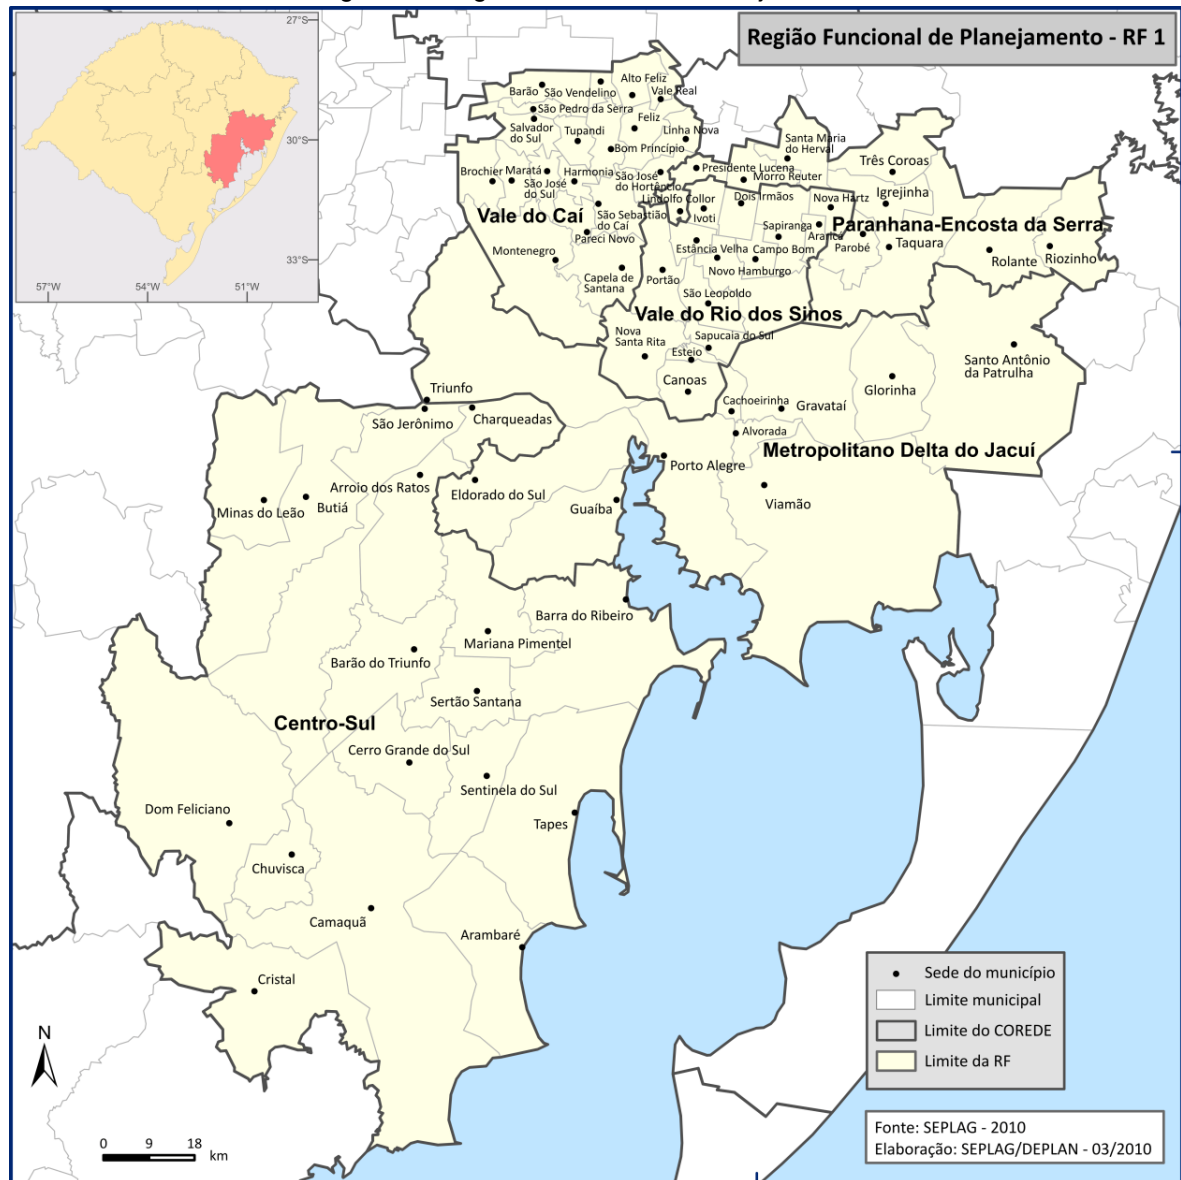 Região Funcional de Planejamento - RF 1
27°S
30°S
33°S
57°W
54°W
51°W
Barão
São Vendelino
Alto Feliz
Vale Real
São Pedro da Serra
Feliz
Salvador
do Sul
Tupandi
Linha Nova
Bom Princípio
Santa Maria
do Herval
Três Coroas
Brochier
Maratá
Harmonia
São José
do Sul
São José
do Hortêncio
Presidente Lucena
Morro Reuter
Igrejinha
Lindolfo Collor
Dois Irmãos
Nova Hartz
Ivoti
Vale do Caí
São Sebastião
do Caí
Pareci Novo
Sapiranga
Araricá
Paranhana-Encosta da Serra
Parobé
Taquara
Montenegro
Estância Velha
Campo Bom
Rolante
Riozinho
Capela de
Santana
Portão
Novo Hamburgo
São Leopoldo
Vale do Rio dos Sinos
Nova
Santa Rita
Sapucaia do Sul
Esteio
Santo Antônio
da Patrulha
Canoas
Glorinha
Triunfo
Cachoeirinha
Gravataí
São Jerônimo
Charqueadas
Alvorada
Metropolitano Delta do Jacuí
Porto Alegre
Arroio dos Ratos
Eldorado do Sul
Viamão
Minas do Leão
Butiá
Guaíba
Barra do Ribeiro
Mariana Pimentel
Barão do Triunfo
Sertão Santana
Centro-Sul
Cerro Grande do Sul
Sentinela do Sul
Dom Feliciano
Tapes
Chuvisca
Camaquã
Arambaré
Cristal
Sede do município
Limite municipal
Limite do COREDE
Limite da RF
N
0 9 18
km
Fonte: SEPLAG - 2010
Elaboração: SEPLAG/DEPLAN - 03/2010